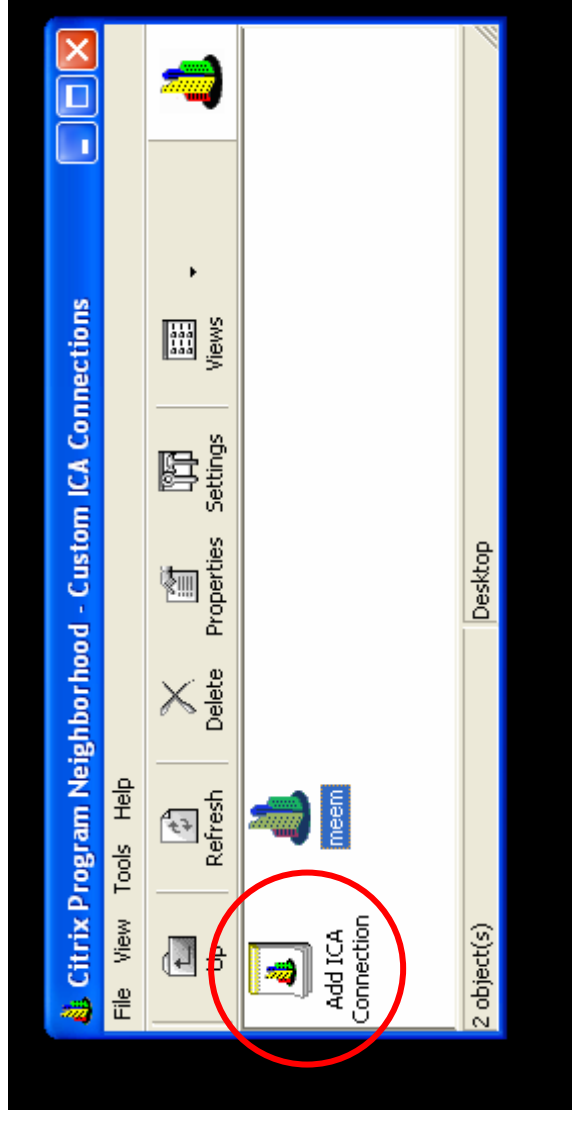 Citrix Program Neighborhood - Custom ICA Connections
File View Tools Help
Up Refresh Delete Properties Settings Views
Add ICA
Connection
meem
2 object(s) Desktop